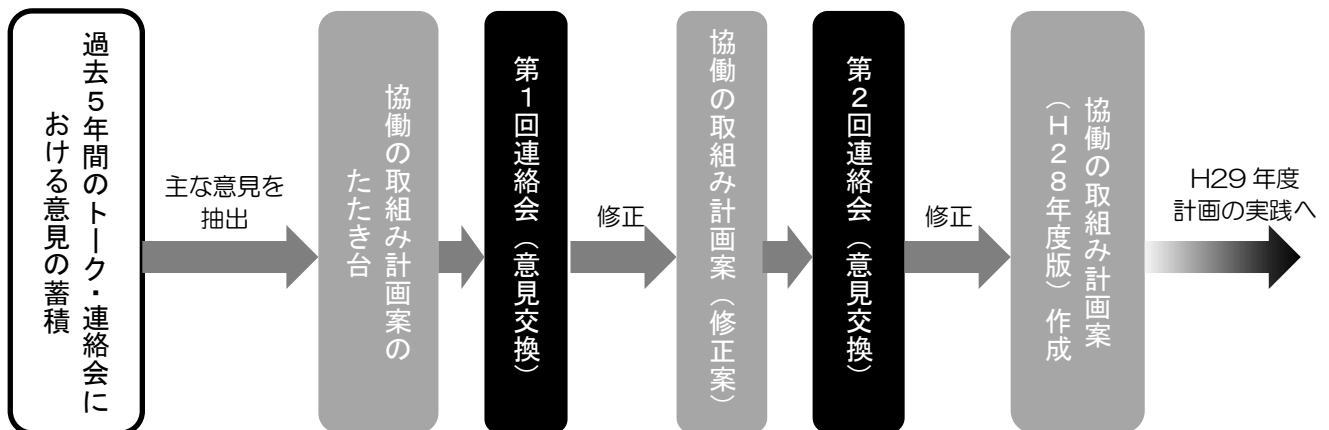 過去５年間のトーク・連絡会に
おける意見の蓄積
主な意見を
抽出
協働の取組み計画案の
たたき台
第１回連絡会（意見交換）
修正
協働の取組み計画案（修正案）
第２回連絡会（意見交換）
修正
協働の取組み計画案
（Ｈ２８年度版）作成
H29 年度
計画の実践へ